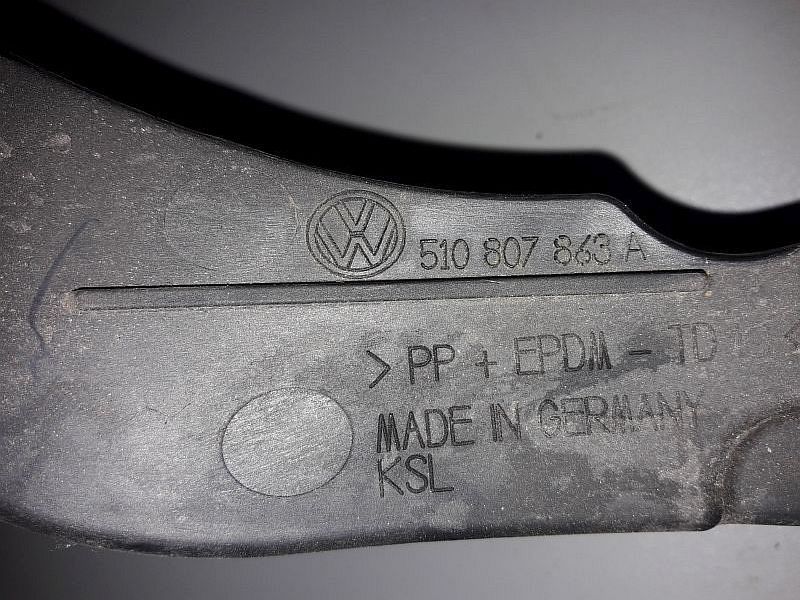 510 807 863 A
>PP + EPDM - TD
MADE IN GERMANY
KSL